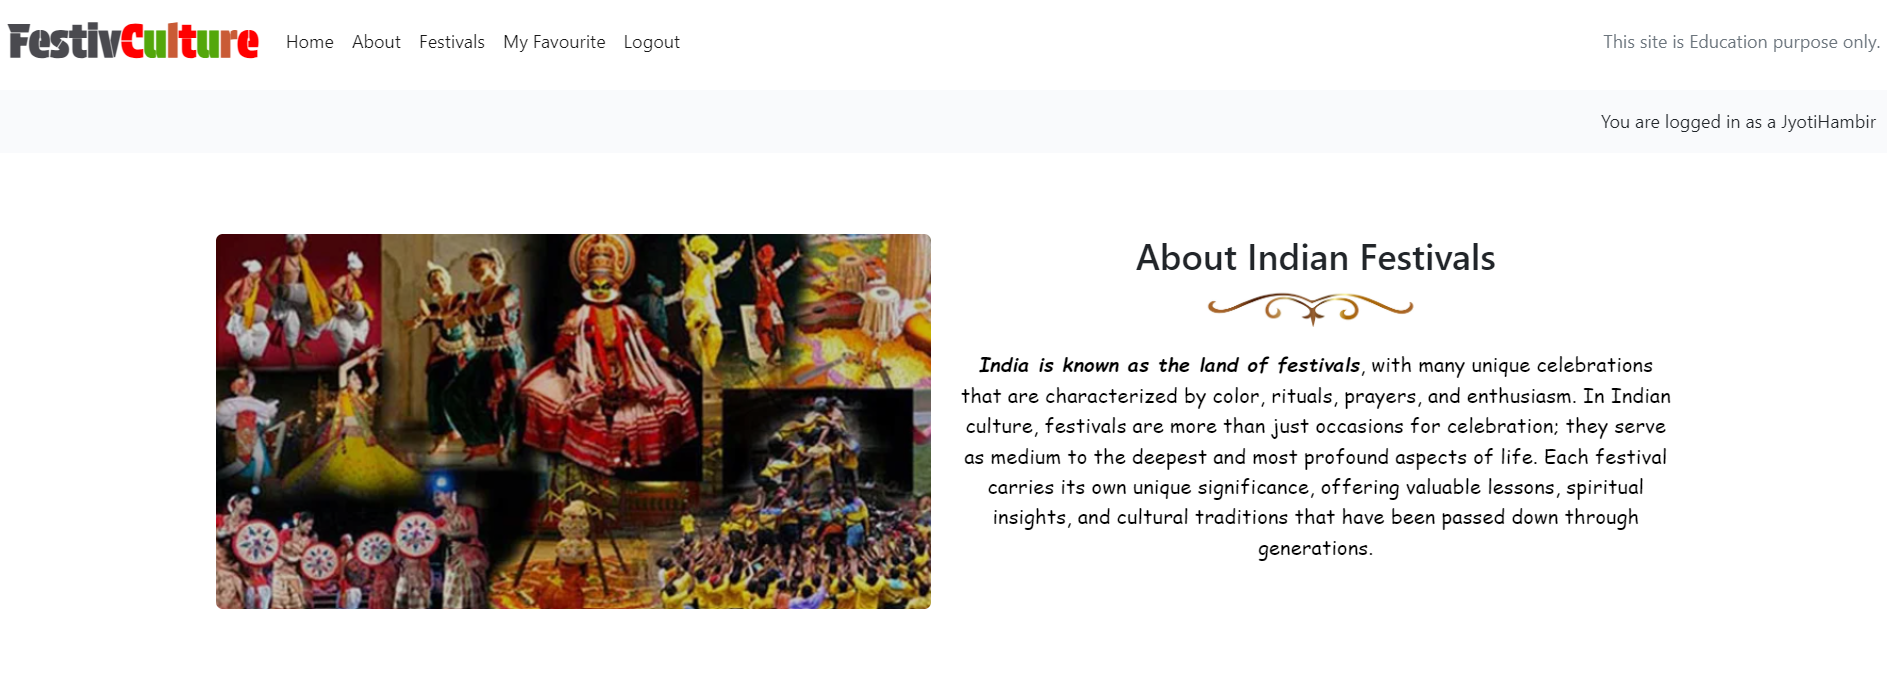 FestivCulture Home About Festivals My Favourite Logout This site is Education purpose only.
You are logged in as a JyotiHambir
About Indian Festivals
India is known as the land of festivals, with many unique celebrations
that are characterized by color, rituals, prayers, and enthusiasm. In Indian
culture, festivals are more than just occasions for celebration; they serve
as medium to the deepest and most profound aspects of life. Each festival
carries its own unique significance, offering valuable lessons, spiritual
insights, and cultural traditions that have been passed down through
generations.